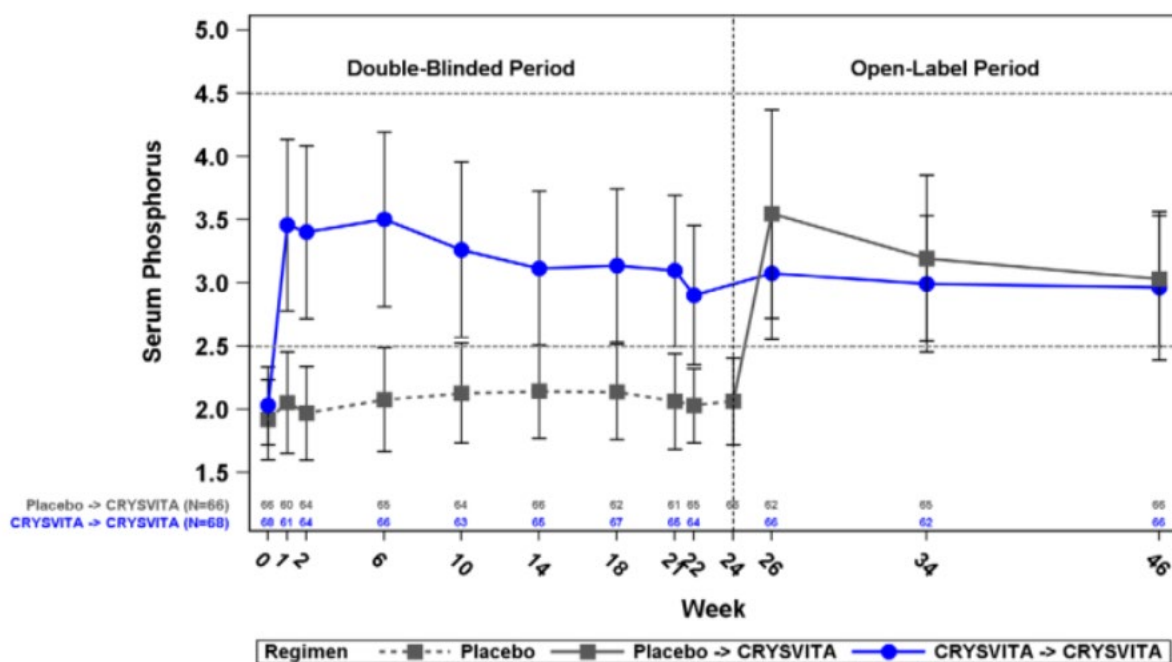 5.0
Double-Blinded Period Open-Label Period
4.5
4.0
Serum Phosphorus
3.5
3.0
2.5
2.0
1.5
Placebo -> CRYSVITA (N=66) 66 60 64 65 64 66 62 61 65 62 65 66
CRYSVITA -> CRYSVITA (N=68) 68 61 64 66 63 65 67 65 64 66 62 66
0 1 2 6 10 14 18 21 22 24 26 34 46
Week
Regimen Placebo Placebo -> CRYSVITA CRYSVITA -> CRYSVITA